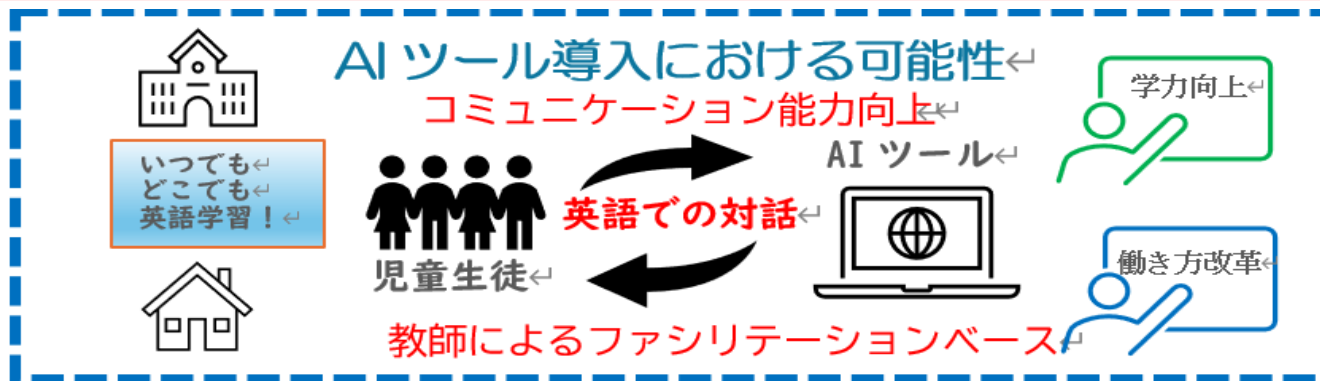 AI ツール導入における可能性
コミュニケーション能力向上
いつでも
どこでも
英語学習！
児童生徒
英語での対話
AI ツール
教師によるファシリテーションベース
学力向上
働き方改革